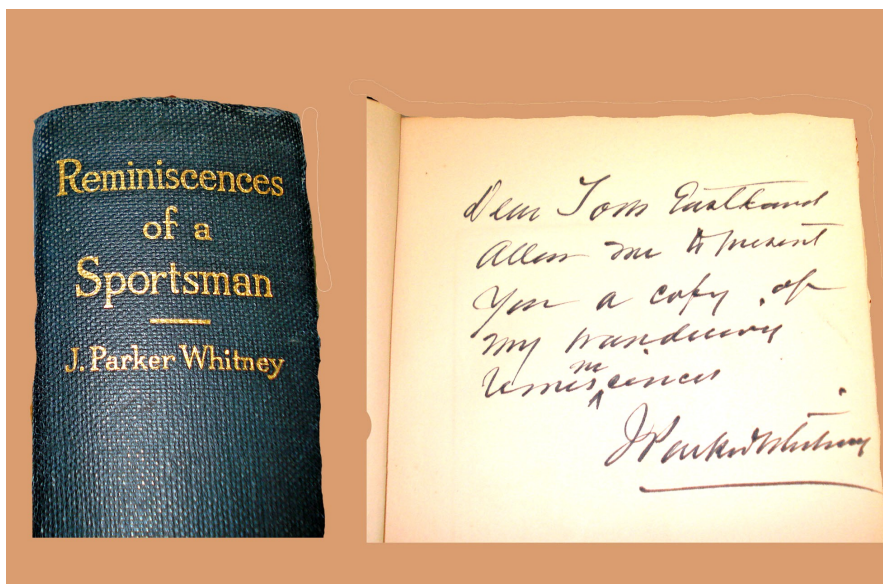 Reminiscences
of a
Sportsman
J. Parker Whitney
Dear Tom Eastland
Allow me to present
You a copy of
my wandering
reminiscences
J Parker Whitney